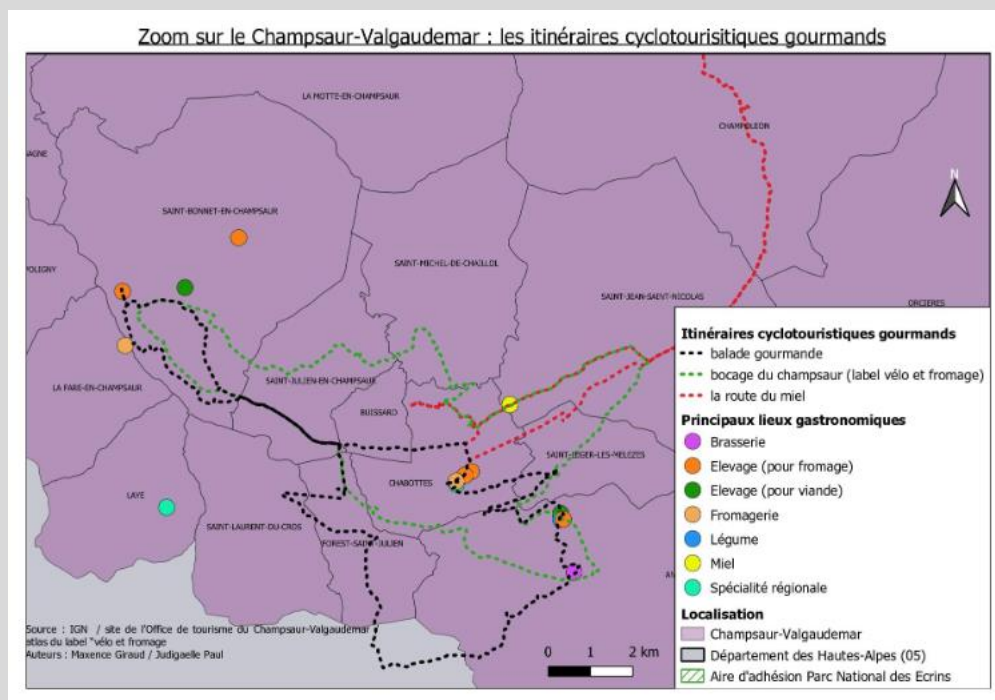 Zoom sur le Champsaur-Valgaudemar : les itinéraires cyclotourisitiques gourmands
LA MOTTE-EN-CHAMPSAUR
CHAMPOLEON
SAINT-BONNET-EN-CHAMPSAUR
N
SAINT-MICHEL-DE-CHAILLOL
POLIGNY
SAINT-JEAN-SAINT-NICOLAS
ORCIERES
LA FARE-EN-CHAMPSAUR
SAINT-JULIEN-EN-CHAMPSAUR
BUISSARD
SAINT-LEGER-LES-MELEZES
CHABOTTES
LAYE
SAINT-LAURENT-DU-CROS
FOREST-SAINT-JULIEN
AN
Itinéraires cyclotouristiques gourmands
balade gourmande
bocage du champsaur (label vélo et fromage)
la route du miel
Principaux lieux gastronomiques
Brasserie
Elevage (pour fromage)
Elevage (pour viande)
Fromagerie
Légume
Miel
Spécialité régionale
Localisation
Champsaur-Valgaudemar
Département des Hautes-Alpes (05)
Aire d'adhésion Parc National des Ecrins
Source : IGN / site de l'Office de tourisme du Champsaur-Valgaudemar
atlas du label "vélo et fromage
Auteurs : Maxence Giraud / Judigaelle Paul
0 1 2 km